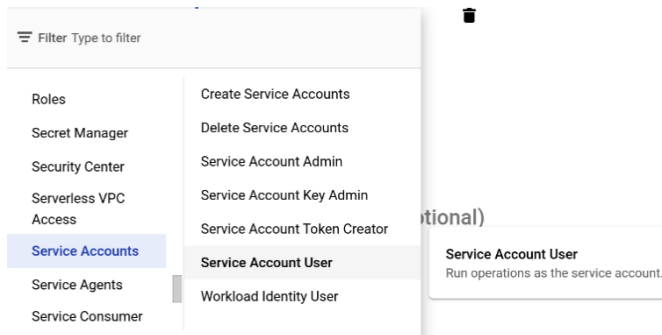 Filter Type to filter
Roles
Secret Manager
Security Center
Serverless VPC
Access
Service Accounts
Service Agents
Service Consumer
Create Service Accounts
Delete Service Accounts
Service Account Admin
Service Account Key Admin
Service Account Token Creator
Service Account User
Workload Identity User
tional)
Service Account User
Run operations as the service account.